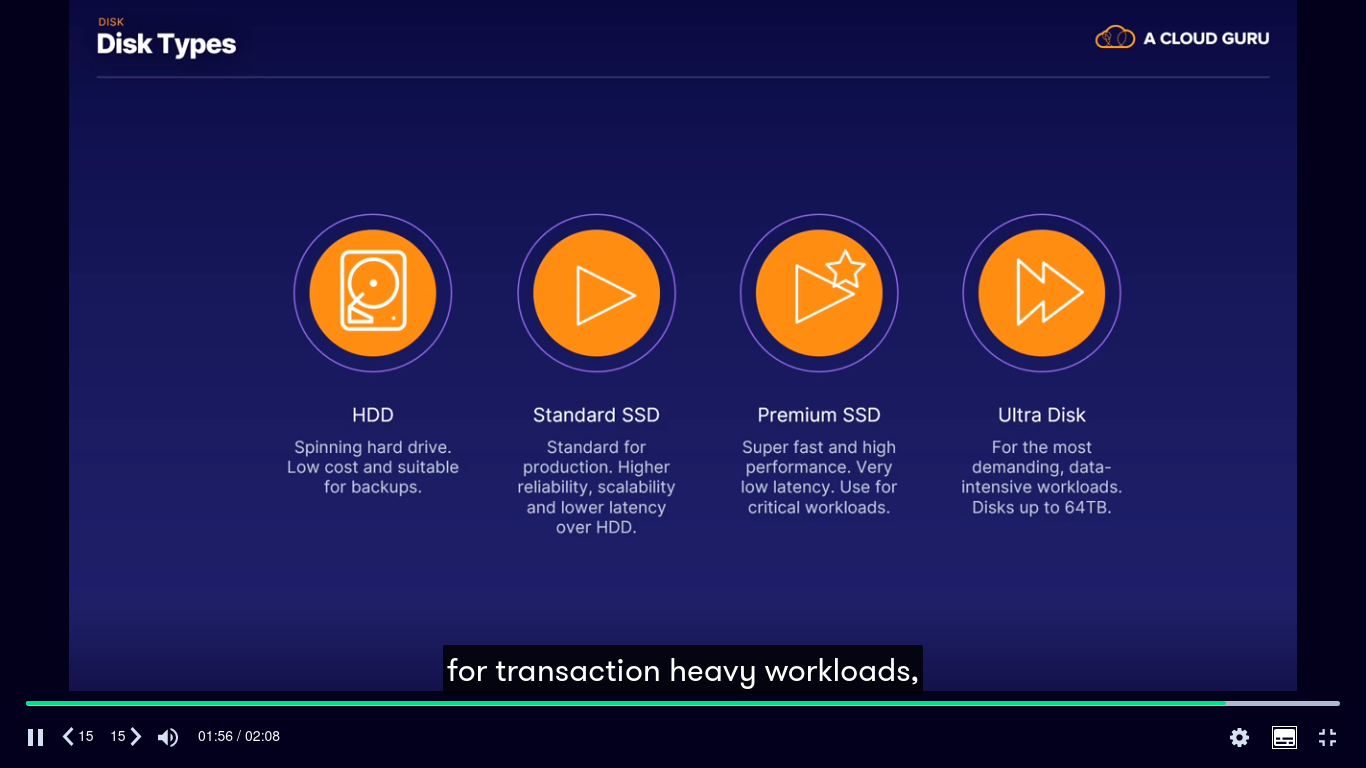 DISK
Disk Types
A CLOUD GURU
HDD
Spinning hard drive.
Low cost and suitable
for backups.
Standard SSD
Standard for
production. Higher
reliability, scalability
and lower latency
over HDD.
Premium SSD
Super fast and high
performance. Very
low latency. Use for
critical workloads.
Ultra Disk
For the most
demanding, data-
intensive workloads.
Disks up to 64TB.
for transaction heavy workloads,
15 15 01:56 / 02:08